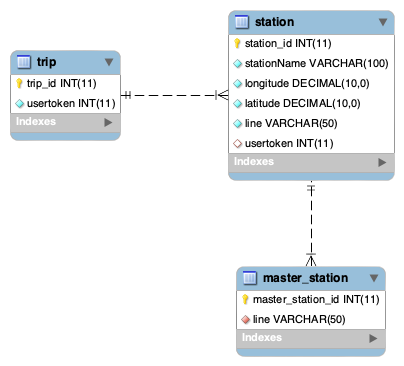 trip
trip_id INT(11)
usertoken INT(11)
Indexes
station
station_id INT(11)
stationName VARCHAR(100)
longitude DECIMAL(10,0)
latitude DECIMAL(10,0)
line VARCHAR(50)
usertoken INT(11)
Indexes
master_station
master_station_id INT(11)
line VARCHAR(50)
Indexes